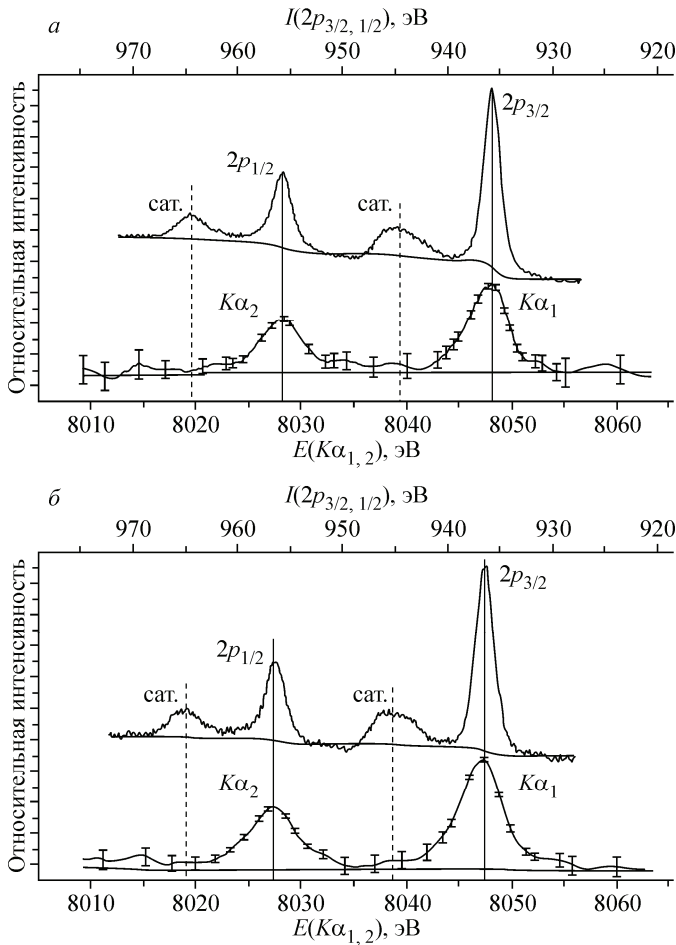 а
I(2p3/2, 1/2), эВ
970 960 950 940 930 920
Относительная интенсивность
2p3/2
2p1/2
сат.
сат.
Kα2
Kα1
8010 8020 8030 8040 8050 8060
E(Kα1, 2), эВ
б
I(2p3/2, 1/2), эВ
970 960 950 940 930 920
Относительная интенсивность
2p3/2
2p1/2
сат.
сат.
Kα2
Kα1
8010 8020 8030 8040 8050 8060
E(Kα1, 2), эВ